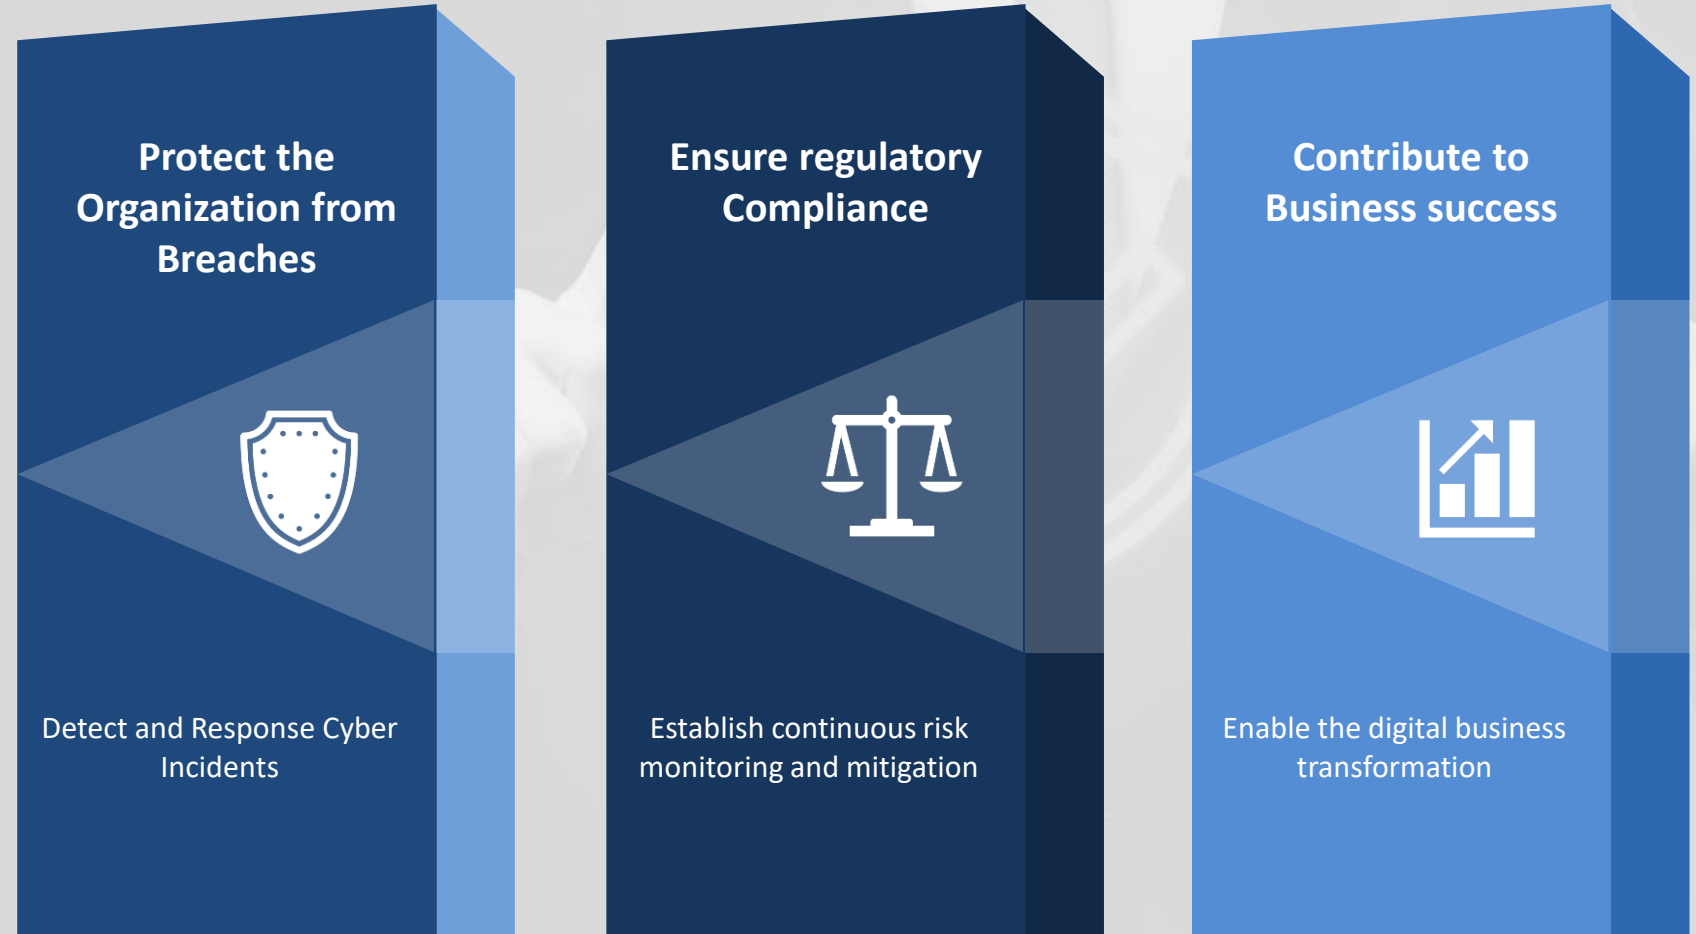 Protect the
Organization from
Breaches
Detect and Response Cyber
Incidents
Ensure regulatory
Compliance
Establish continuous risk
monitoring and mitigation
Contribute to
Business success
Enable the digital business
transformation